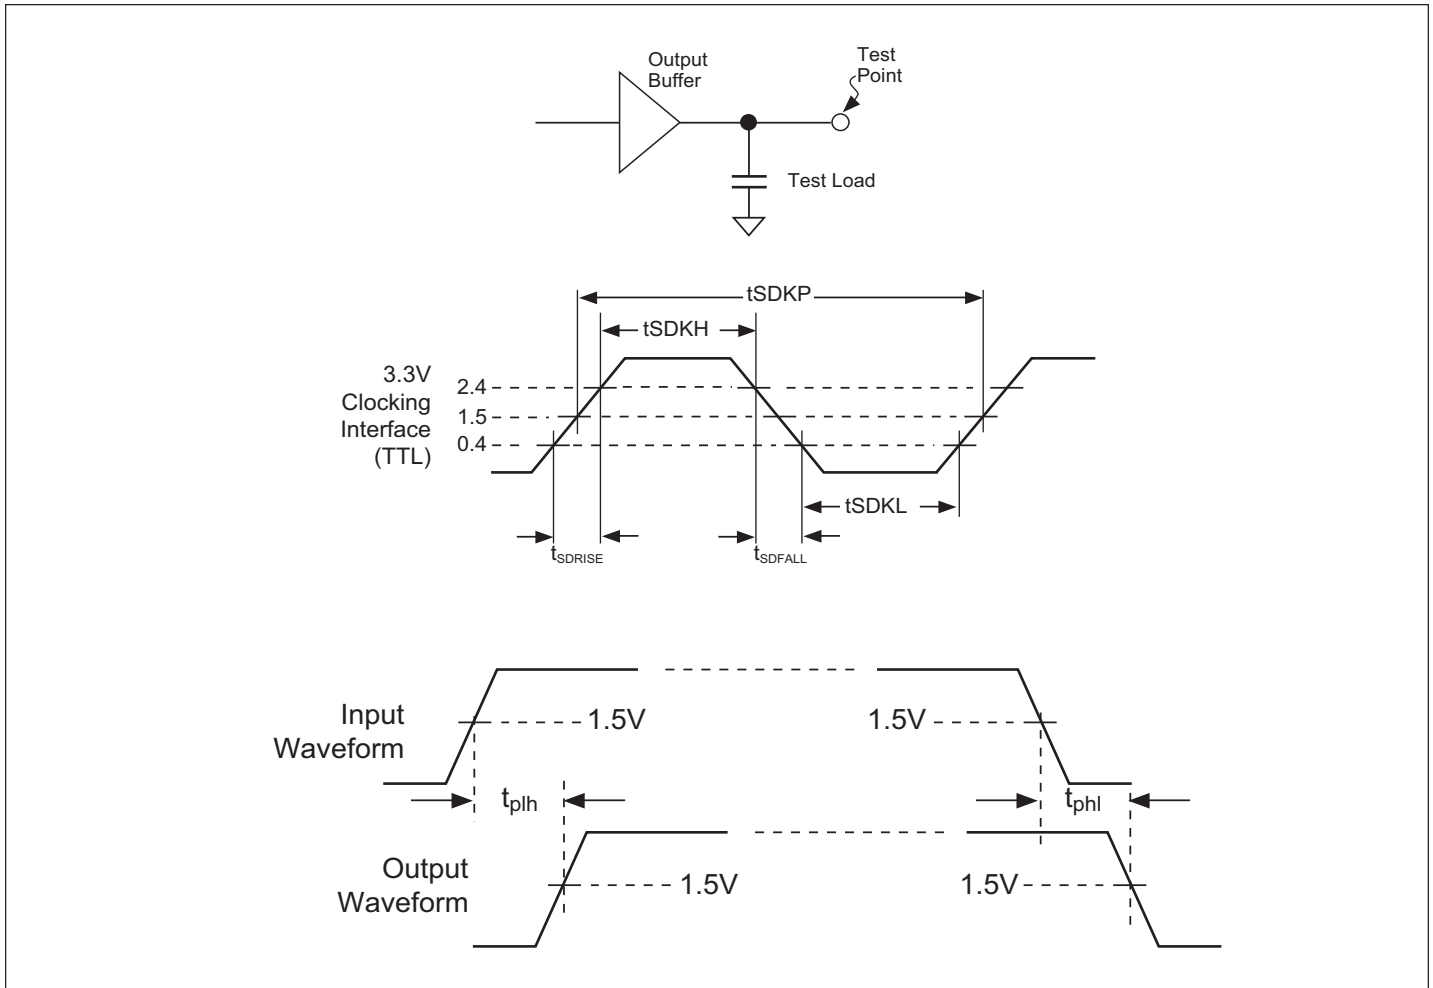 Output
Buffer
Test
Point
Test Load
tSDKP
tSDKH
3.3V
Clocking
Interface
(TTL)
2.4
1.5
0.4
tSDKL
tSDRISE
tSDFALL
Input
Waveform
1.5V
1.5V
tplh
tphl
Output
Waveform
1.5V
1.5V